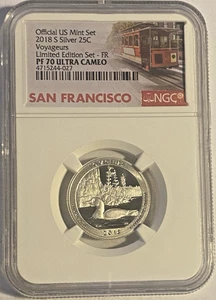 Official US Mint Set
2018 S Silver 25C
Voyageurs
Limited Edition Set - FR
PF 70 ULTRA CAMEO
4715244-027
SAN FRANCISCO
NGC
2018